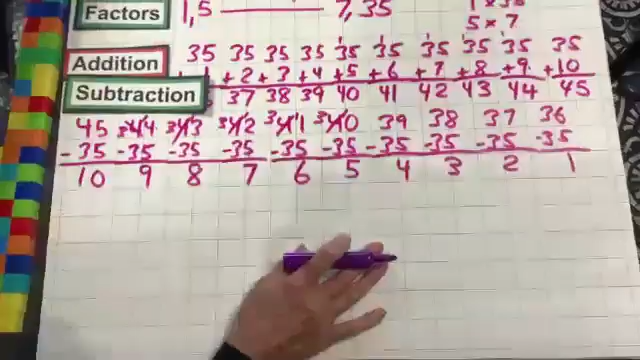 Factors 1,5 7,35
5 x 7
Addition 35 35 35 35 35 35 35 35 35 35
+2 +3 +4 +5 +6 +7 +8 +9 +10
Subtraction 37 38 39 40 41 42 43 44 45
45 44 43 42 41 40 39 38 37 36
-35 -35 -35 -35 -35 -35 -35 -35 -35 -35
10 9 8 7 6 5 4 3 2 1